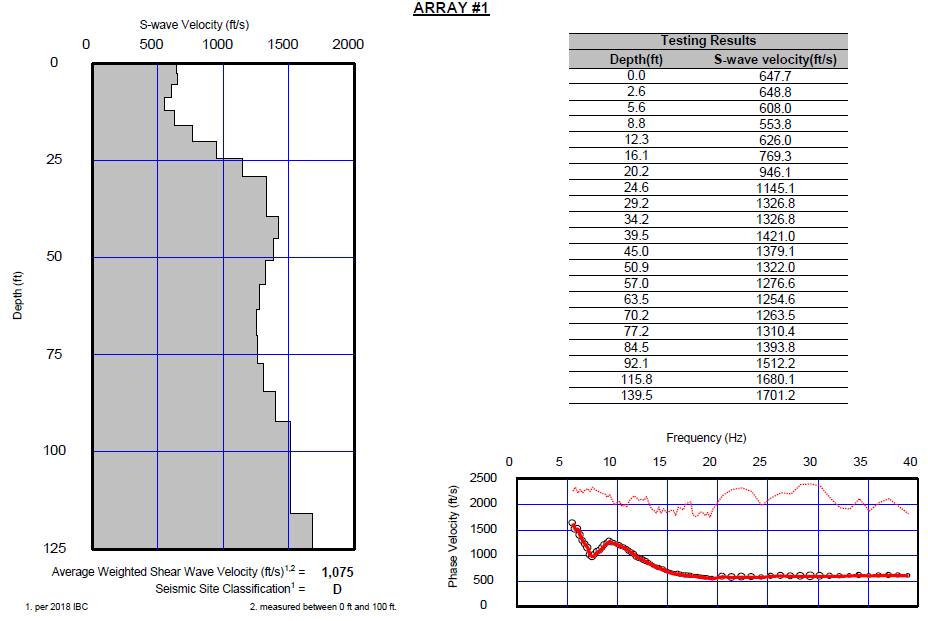 ARRAY #1
S-wave Velocity (ft/s)
0 500 1000 1500 2000
0
25
50
75
100
125
Depth (ft)
Average Weighted Shear Wave Velocity (ft/s)1,2 = 1,075
Seismic Site Classification1 = D
1. per 2018 IBC 2. measured between 0 ft and 100 ft.
Testing Results
Depth(ft) S-wave velocity(ft/s)
0.0 647.7
2.6 648.8
5.6 608.0
8.8 553.8
12.3 626.0
16.1 769.3
20.2 946.1
24.6 1145.1
29.2 1326.8
34.2 1326.8
39.5 1421.0
45.0 1379.1
50.9 1322.0
57.0 1276.6
63.5 1254.6
70.2 1263.5
77.2 1310.4
84.5 1393.8
92.1 1512.2
115.8 1680.1
139.5 1701.2
Frequency (Hz)
0 5 10 15 20 25 30 35 40
2500
2000
1500
1000
500
0
Phase Velocity (ft/s)